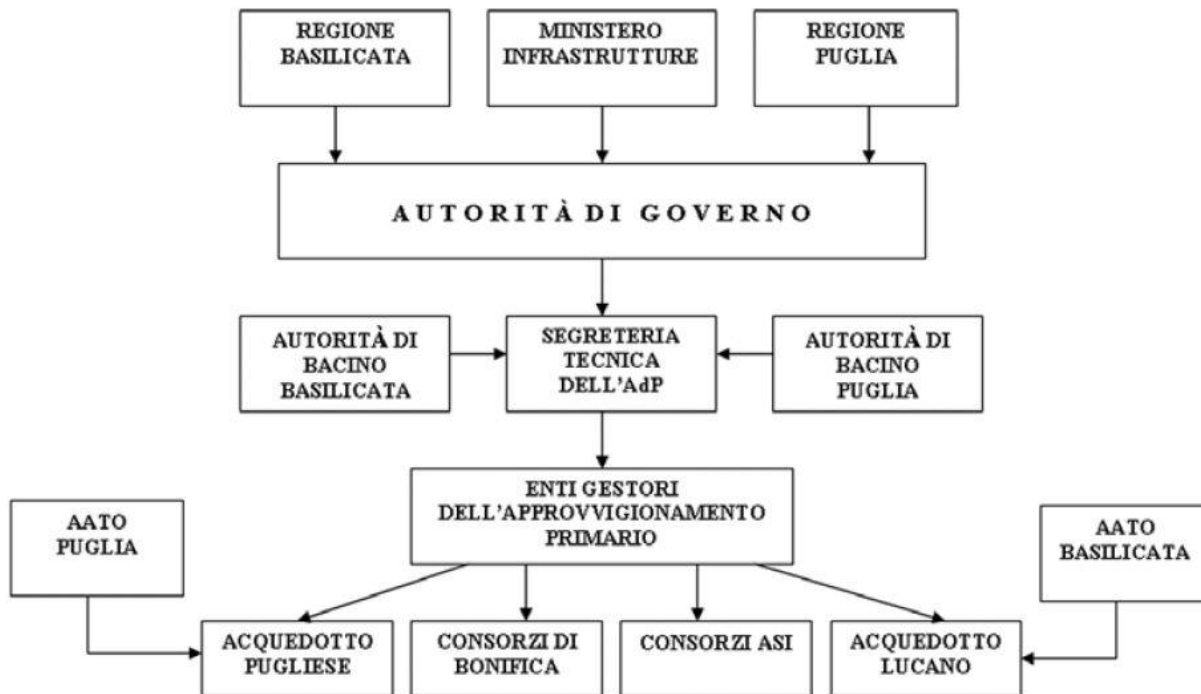 REGIONE
BASILICATA
MINISTERO
INFRASTRUTTURE
REGIONE
PUGLIA
AUTORITÀ DI GOVERNO
AUTORITÀ DI
BACINO
BASILICATA
SEGRETERIA
TECNICA
DELL'AdP
AUTORITÀ DI
BACINO
PUGLIA
ENTI GESTORI
DELL'APPROVVIGIONAMENTO
PRIMARIO
AATO
PUGLIA
AATO
BASILICATA
ACQUEDOTTO
PUGLIESE
CONSORZI DI
BONIFICA
CONSORZI ASI
ACQUEDOTTO
LUCANO